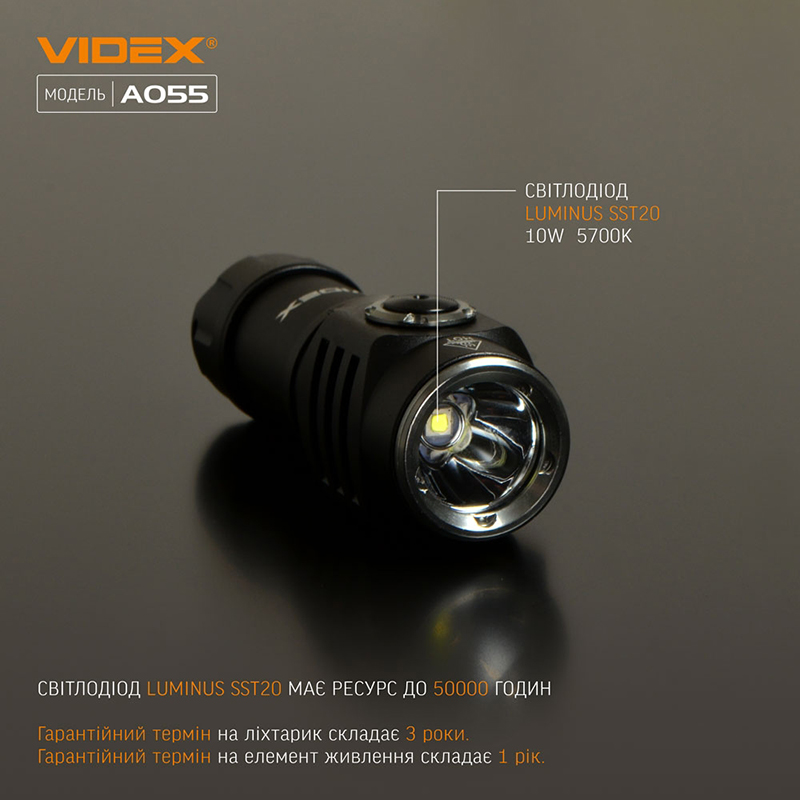 VIDEX®
МОДЕЛЬ A055
СВІТЛОДІОД
LUMINUS SST20
10W 5700K
VIDEX
СВІТЛОДІОД LUMINUS SST20 МАЄ РЕСУРС ДО 50000 ГОДИН
Гарантійний термін на ліхтарик складає 3 роки.
Гарантійний термін на елемент живлення складає 1 рік.